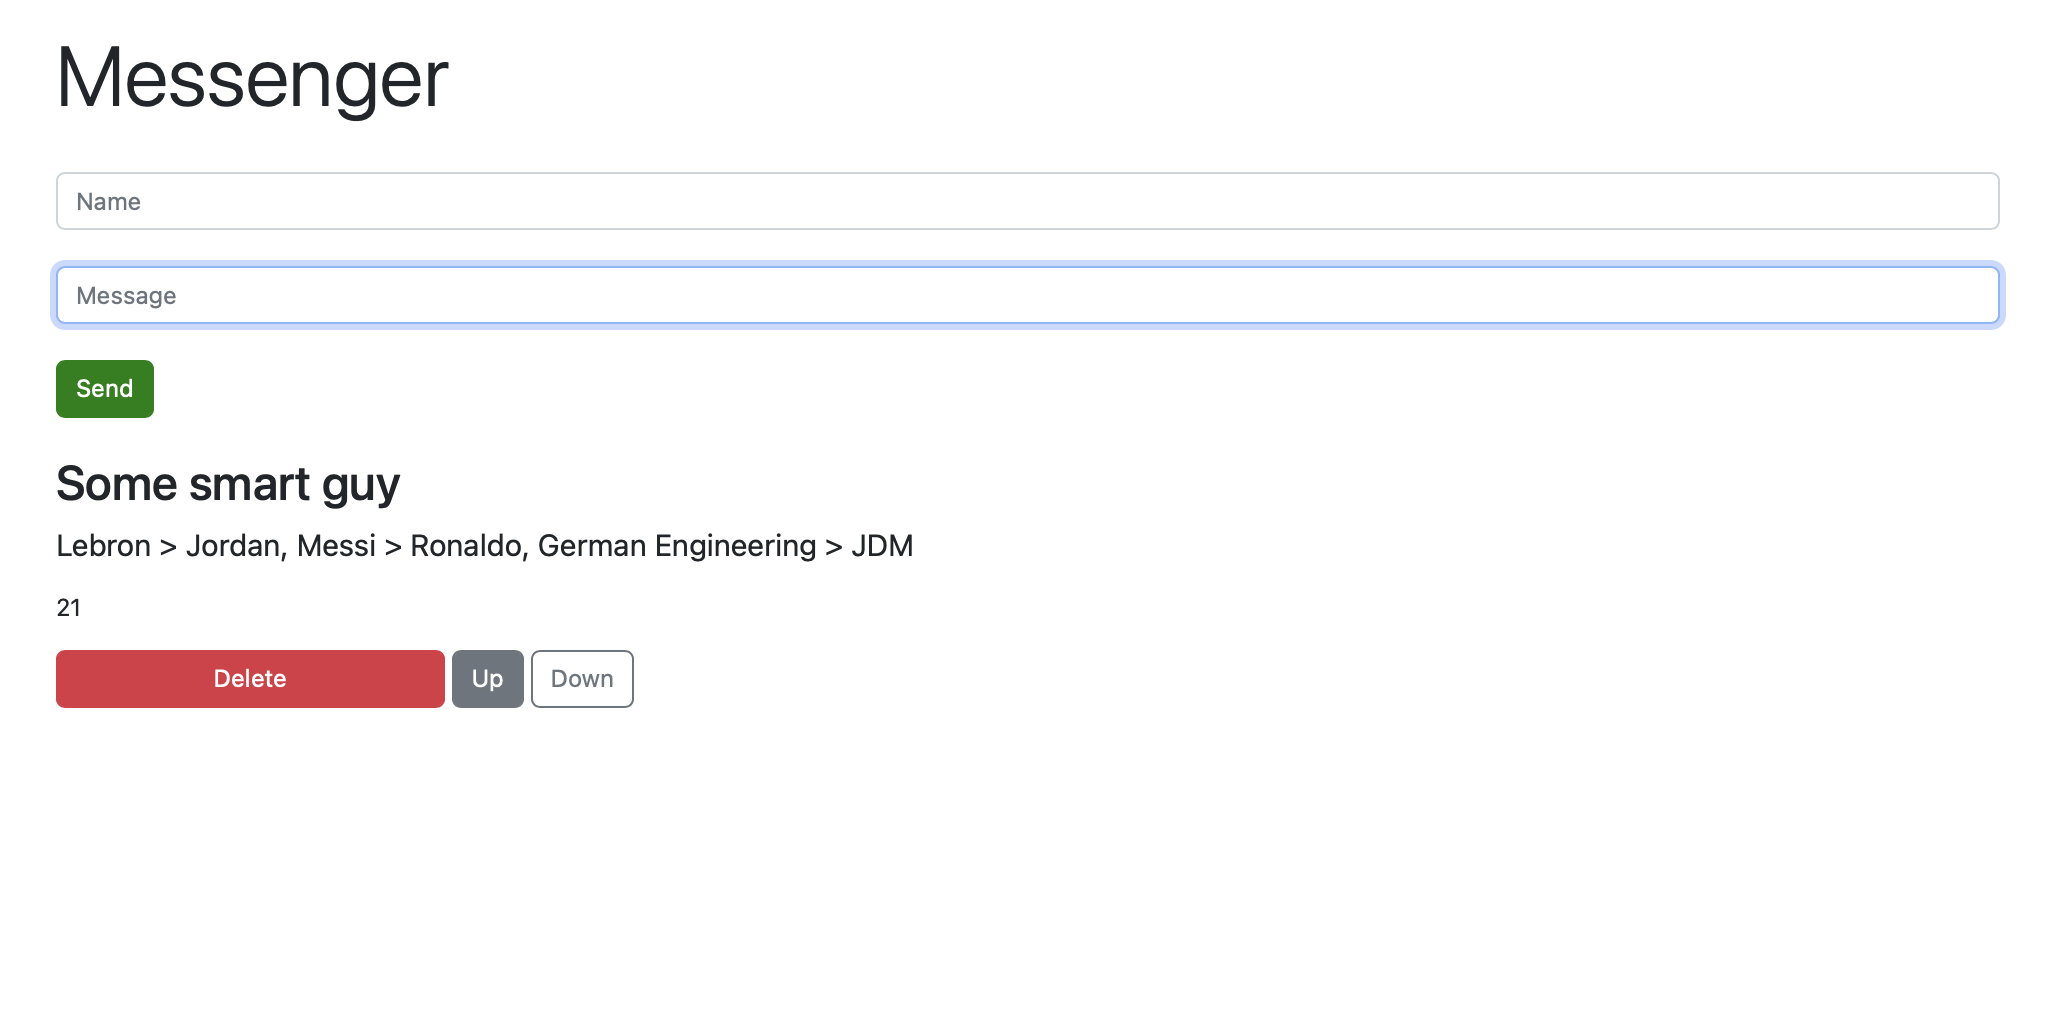 Messenger
Name
Message
Send
Some smart guy
Lebron > Jordan, Messi > Ronaldo, German Engineering > JDM
21
Delete Up Down